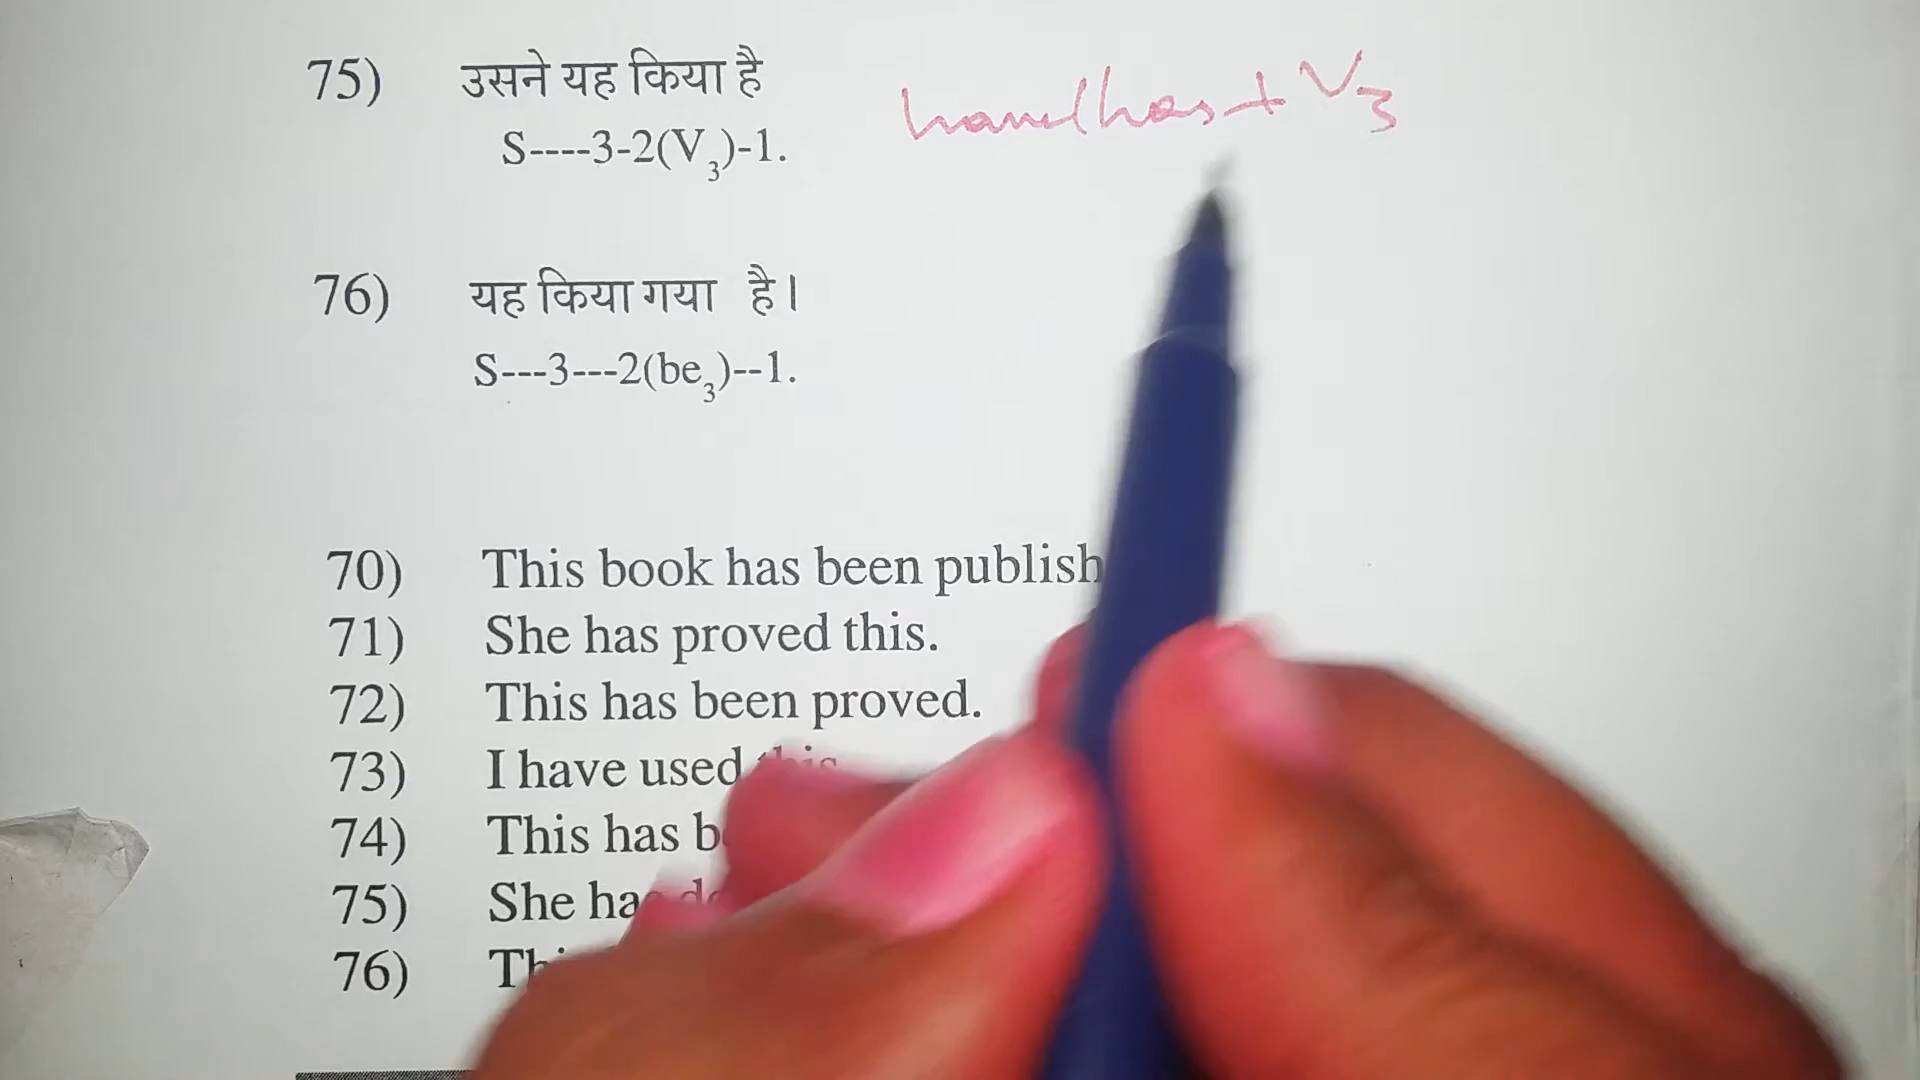 75) उसने यह किया है
have/has + V3
S----3-2(V3)-1.
76) यह किया गया है।
S---3---2(be3)--1.
70) This book has been publish
71) She has proved this.
72) This has been proved.
73) I have used this
74) This has b
75) She has
76) Th